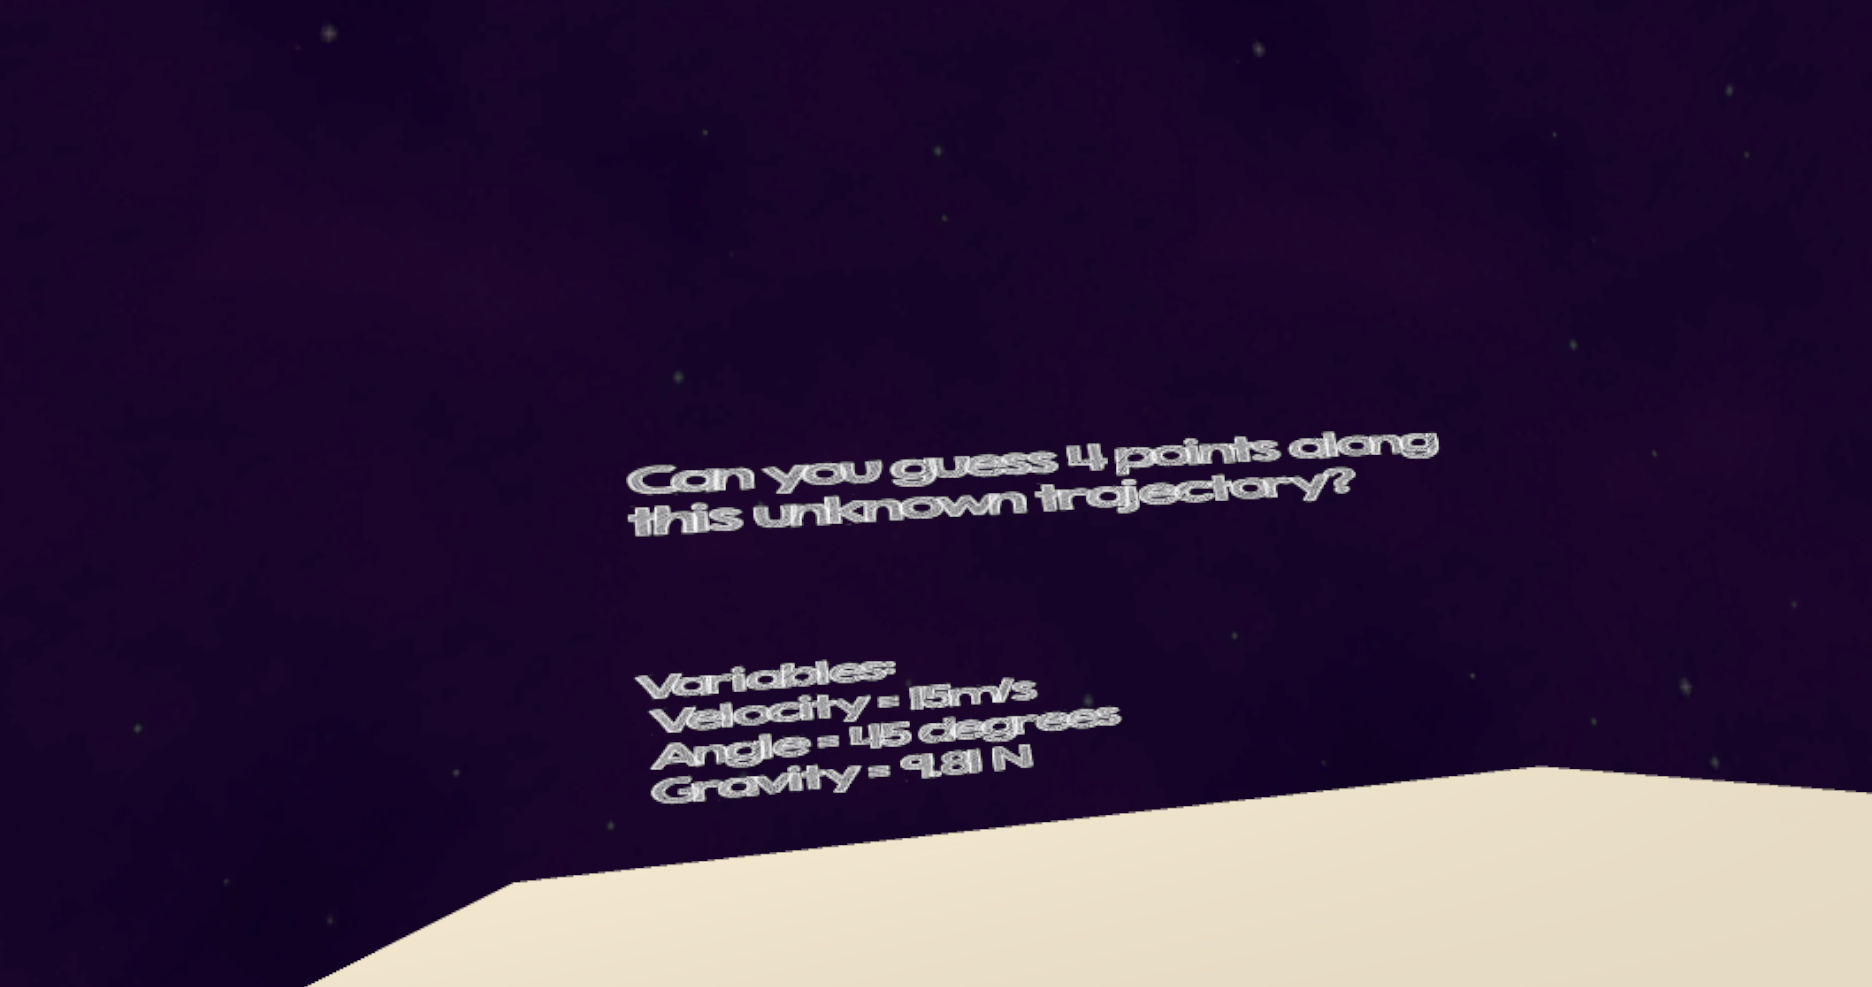 Can you guess 4 points along
this unknown trajectory?
Variables:
Velocity = 15m/s
Angle = 45 degrees
Gravity = 9.81 N